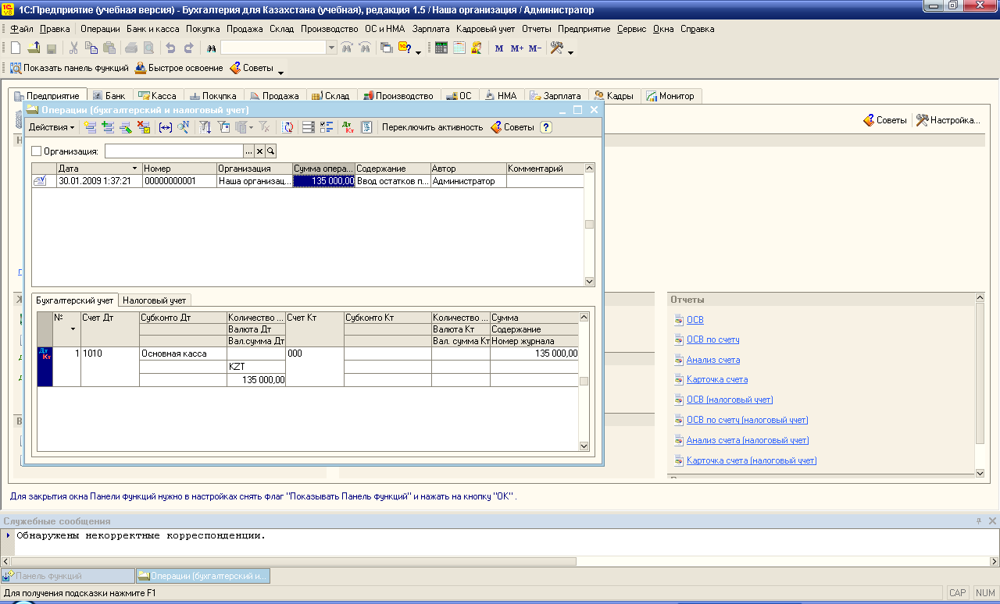 1С:Предприятие (учебная версия) - Бухгалтерия для Казахстана (учебная), редакция 1.5 / Наша организация / Администратор
Файл Правка Операции Банк и касса Покупка Продажа Склад Производство ОС и НМА Зарплата Кадровый учет Отчеты Предприятие Сервис Окна Справка
M M+ M-
Показать панель функций Быстрое освоение Советы
Предприятие Банк Касса Покупка Продажа Склад Производство ОС НМА Зарплата Кадры Монитор
Операции (бухгалтерский и налоговый учет)
Действия Дт Кт Переключить активность Советы ?
Советы Настройка...
Организация: ...
Дата Номер Организация Сумма опера... Содержание Автор Комментарий
30.01.2009 1:37:21 00000000001 Наша организац... 135 000,00 Ввод остатков п... Администратор
Бухгалтерский учет Налоговый учет
№ Счет Дт Субконто Дт Количество ... Счет Кт Субконто Кт Количество ... Сумма
Валюта Дт Валюта Кт Содержание
Вал.сумма Дт Вал. сумма Кт Номер журнала
Дт Кт 1 1010 Основная касса 000 135 000,00
KZT
135 000,00
Отчеты
ОСВ
ОСВ по счету
Анализ счета
Карточка счета
ОСВ (налоговый учет)
ОСВ по счету (налоговый учет)
Анализ счета (налоговый учет)
Карточка счета (налоговый учет)
Для закрытия окна Панели функций нужно в настройках снять флаг "Показывать Панель функций" и нажать на кнопку "OK" .
Служебные сообщения
Обнаружены некорректные корреспонденции.
Панель функций Операции (бухгалтерский и...
Для получения подсказки нажмите F1 CAP NUM